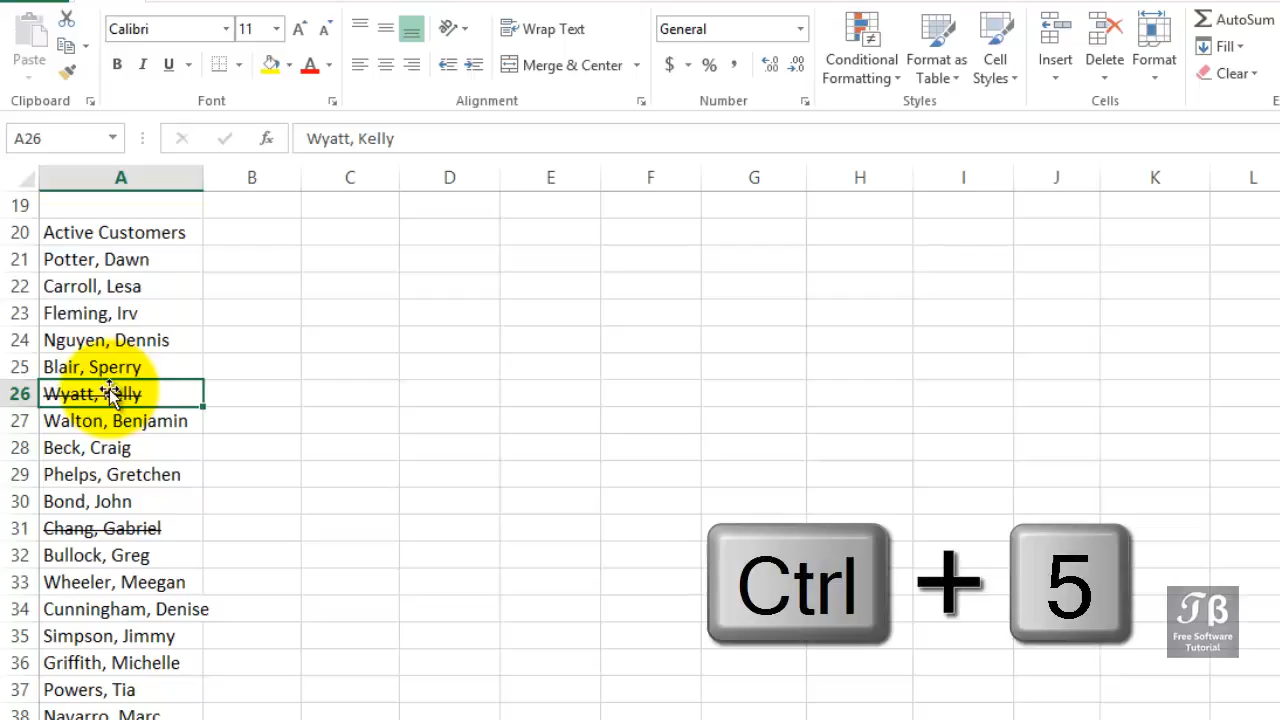 Calibri 11 A A Wrap Text General Conditional Formatting Format as Table Cell Styles Insert Delete Format AutoSum
Paste B I U A Merge & Center $ % , .0 .00 Fill
Clear
Clipboard Font Alignment Number Styles Cells E
A26 fx Wyatt, Kelly
A B C D E F G H I J K L
19
20 Active Customers
21 Potter, Dawn
22 Carroll, Lesa
23 Fleming, Irv
24 Nguyen, Dennis
25 Blair, Sperry
26 Wyatt, Kelly
27 Walton, Benjamin
28 Beck, Craig
29 Phelps, Gretchen
30 Bond, John
31 Chang, Gabriel
32 Bullock, Greg
33 Wheeler, Meegan
34 Cunningham, Denise
35 Simpson, Jimmy
36 Griffith, Michelle
37 Powers, Tia
38 Navarro, Marc
Ctrl + 5
Free Software
Tutorial